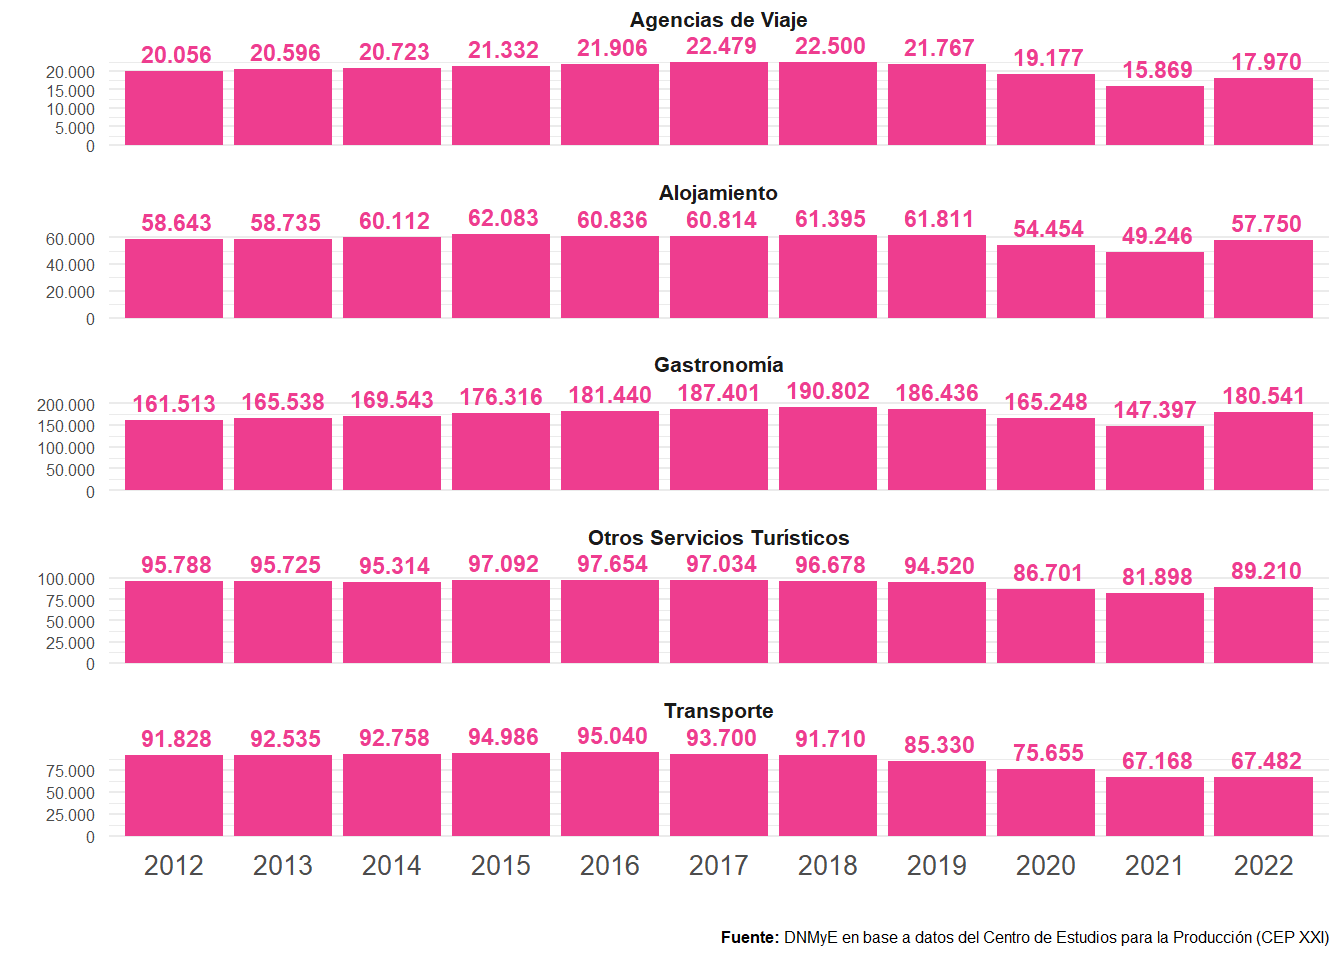 Agencias de Viaje
20.056 20.596 20.723 21.332 21.906 22.479 22.500 21.767 19.177 15.869 17.970
20.000
15.000
10.000
5.000
0
Alojamiento
58.643 58.735 60.112 62.083 60.836 60.814 61.395 61.811 54.454 49.246 57.750
60.000
40.000
20.000
0
Gastronomía
161.513 165.538 169.543 176.316 181.440 187.401 190.802 186.436 165.248 147.397 180.541
200.000
150.000
100.000
50.000
0
Otros Servicios Turísticos
95.788 95.725 95.314 97.092 97.654 97.034 96.678 94.520 86.701 81.898 89.210
100.000
75.000
50.000
25.000
0
Transporte
91.828 92.535 92.758 94.986 95.040 93.700 91.710 85.330 75.655 67.168 67.482
75.000
50.000
25.000
0
2012 2013 2014 2015 2016 2017 2018 2019 2020 2021 2022
Fuente: DNMyE en base a datos del Centro de Estudios para la Producción (CEP XXI)